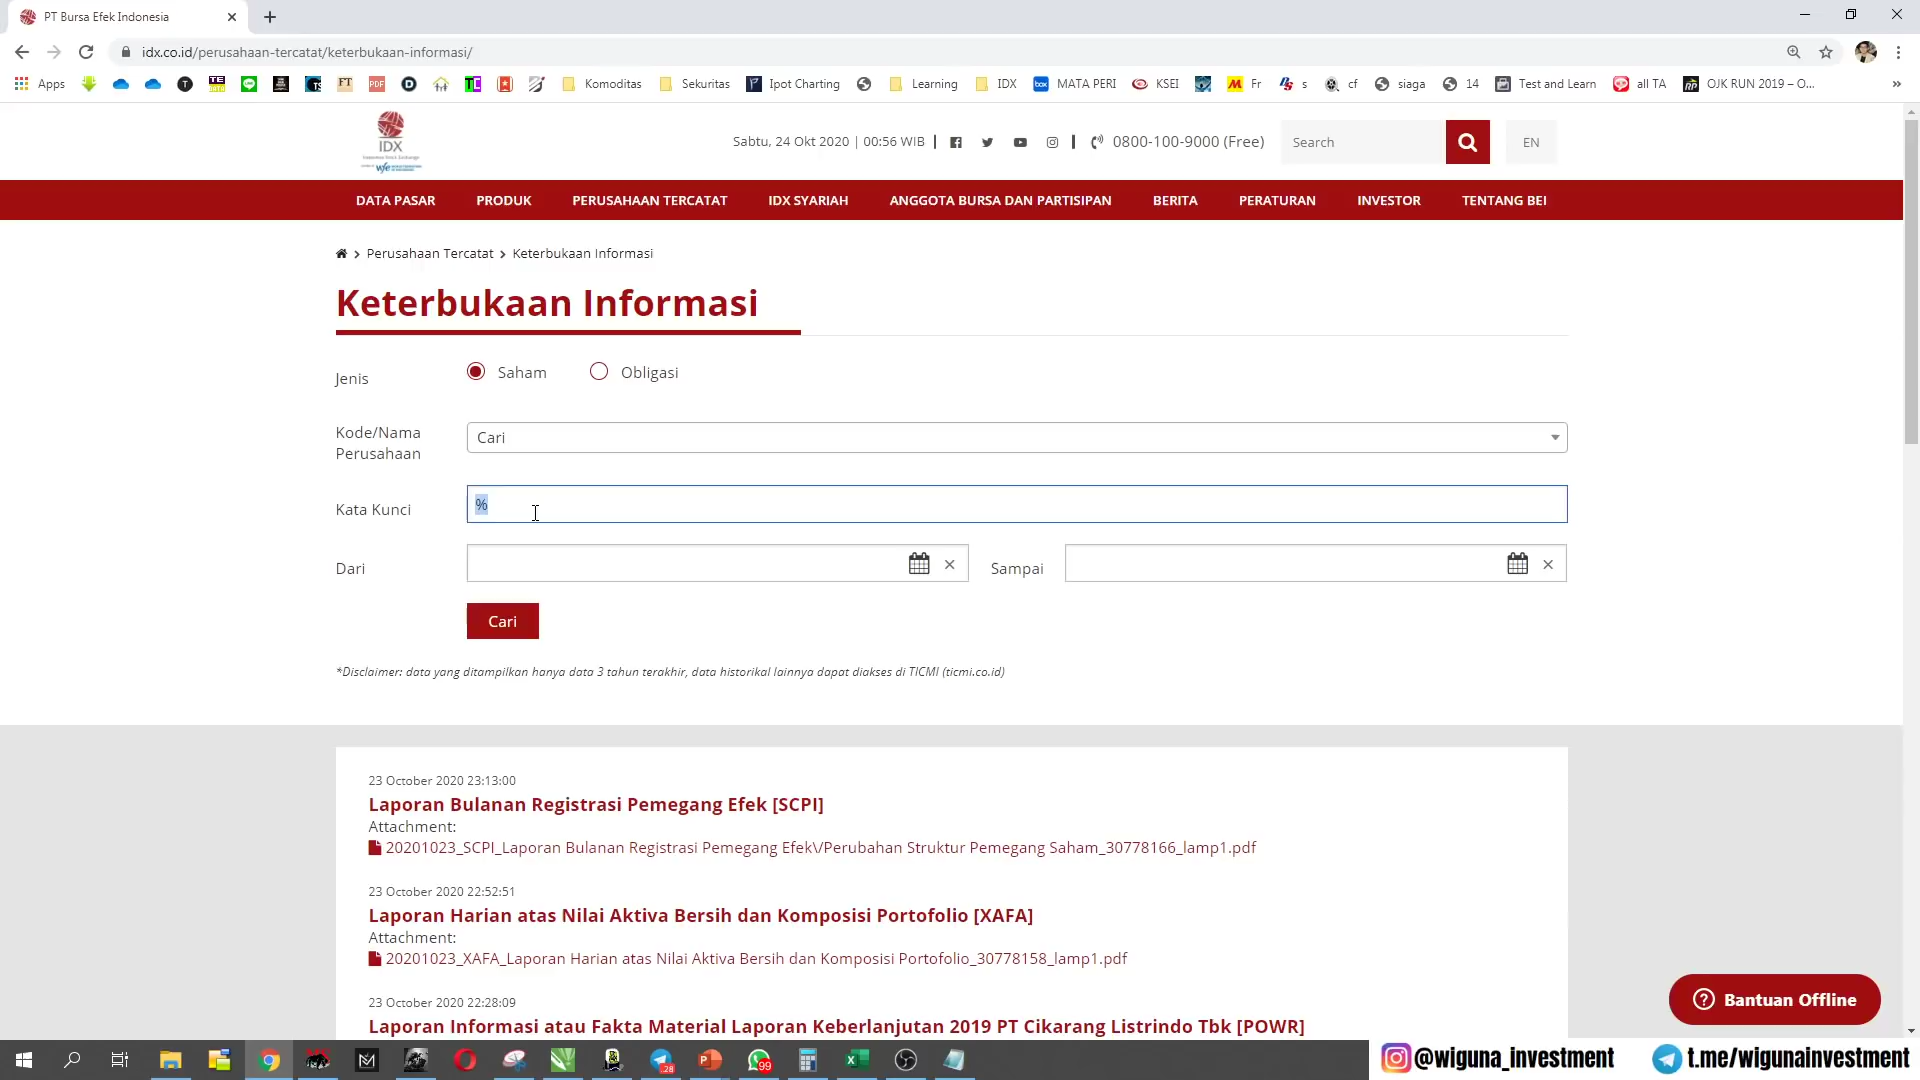 PT Bursa Efek Indonesia
idx.co.id/perusahaan-tercatat/keterbukaan-informasi/
Apps
FT
PDF
Komoditas
Sekuritas
Ipot Charting
Learning
IDX
MATA PERI
KSEI
Fr
s
cf
siaga
14
Test and Learn
all TA
OJK RUN 2019 – O...
»
IDX
Sabtu, 24 Okt 2020 | 00:56 WIB
0800-100-9000 (Free)
Search
EN
DATA PASAR
PRODUK
PERUSAHAAN TERCATAT
IDX SYARIAH
ANGGOTA BURSA DAN PARTISIPAN
BERITA
PERATURAN
INVESTOR
TENTANG BEI
Perusahaan Tercatat > Keterbukaan Informasi
Keterbukaan Informasi
Jenis
Saham
Obligasi
Kode/Nama
Perusahaan
Cari
Kata Kunci
%
Dari
Sampai
Cari
*Disclaimer: data yang ditampilkan hanya data 3 tahun terakhir, data historikal lainnya dapat diakses di TICMI (ticmi.co.id)
23 October 2020 23:13:00
Laporan Bulanan Registrasi Pemegang Efek [SCPI]
Attachment:
20201023_SCPI_Laporan Bulanan Registrasi Pemegang Efek\/Perubahan Struktur Pemegang Saham_30778166_lamp1.pdf
23 October 2020 22:52:51
Laporan Harian atas Nilai Aktiva Bersih dan Komposisi Portofolio [XAFA]
Attachment:
20201023_XAFA_Laporan Harian atas Nilai Aktiva Bersih dan Komposisi Portofolio_30778158_lamp1.pdf
23 October 2020 22:28:09
Laporan Informasi atau Fakta Material Laporan Keberlanjutan 2019 PT Cikarang Listrindo Tbk [POWR]
Bantuan Offline
@wiguna_investment
t.me/wigunainvestment